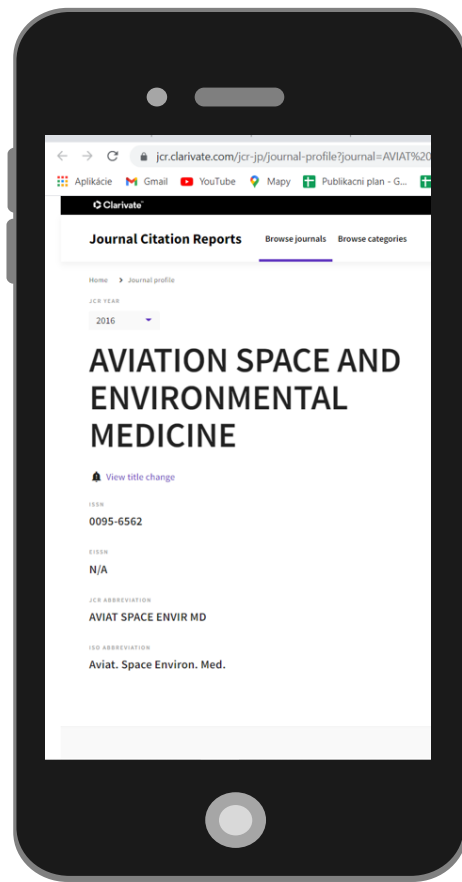 jcr.clarivate.com/jcr-jp/journal-profile?journal=AVIAT%20
Aplikácie Gmail YouTube Mapy Publikacni plan - G...
Clarivate™
Journal Citation Reports Browse journals Browse categories
Home > Journal profile
JCR YEAR
2016
AVIATION SPACE AND
ENVIRONMENTAL
MEDICINE
View title change
ISSN
0095-6562
EISSN
N/A
JCR ABBREVIATION
AVIAT SPACE ENVIR MD
ISO ABBREVIATION
Aviat. Space Environ. Med.